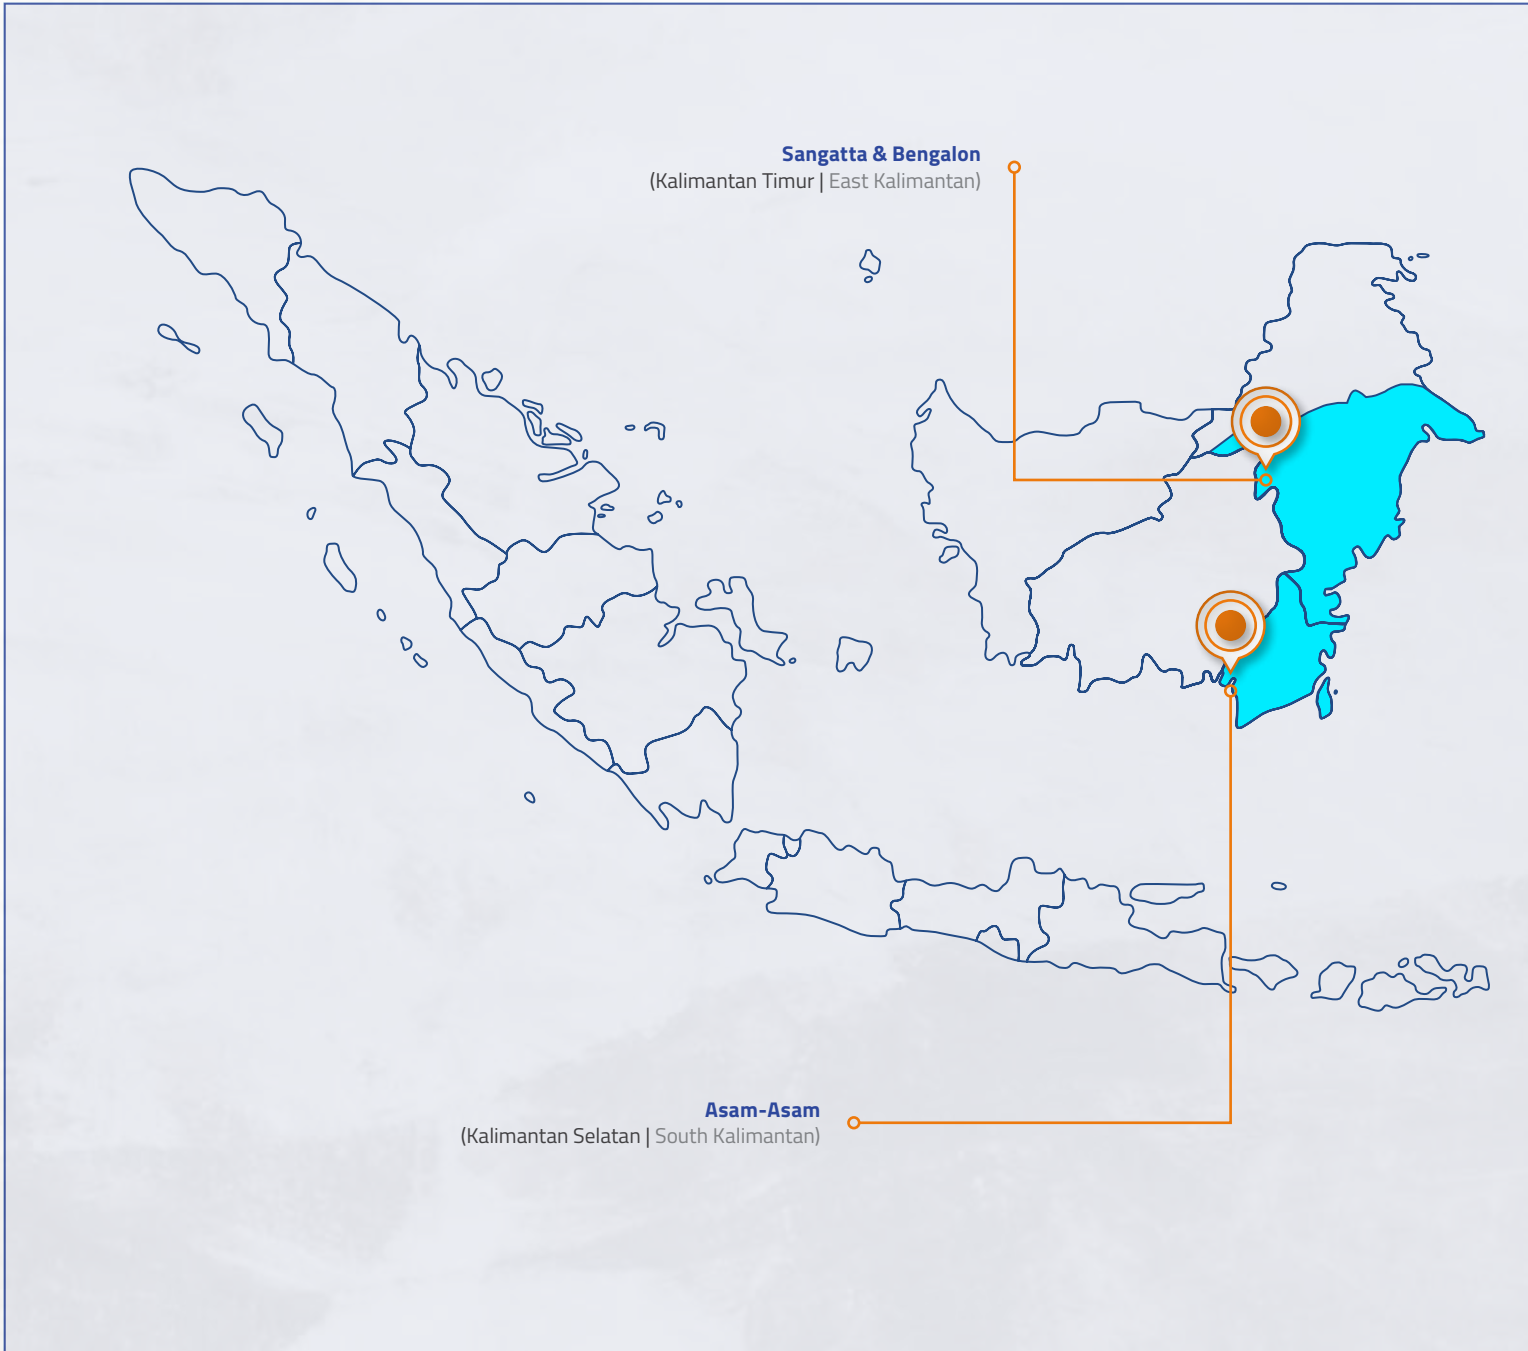 Sangatta & Bengalon
(Kalimantan Timur | East Kalimantan)
Asam-Asam
(Kalimantan Selatan | South Kalimantan)